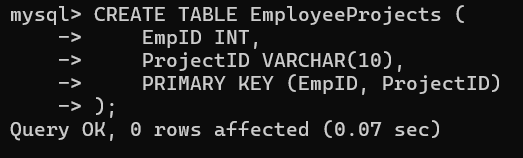 mysql> CREATE TABLE EmployeeProjects (
    ->     EmpID INT,
    ->     ProjectID VARCHAR(10),
    ->     PRIMARY KEY (EmpID, ProjectID)
    -> );
Query OK, 0 rows affected (0.07 sec)